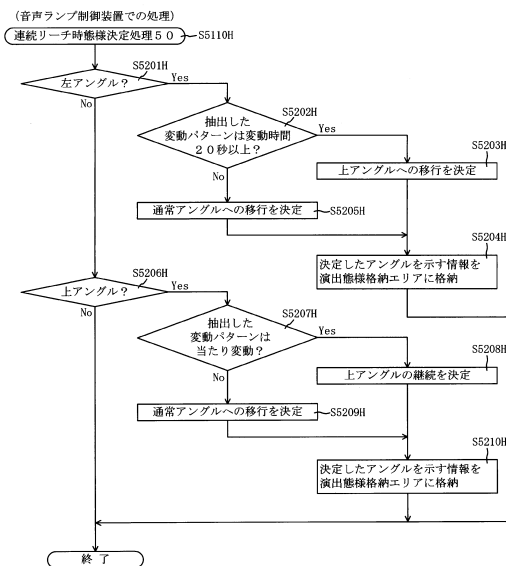 (音声ランプ制御装置での処理)
連続リーチ時態様決定処理50
S5110H
S5201H
左アングル?
Yes
No
S5202H
抽出した
変動パターンは変動時間
20秒以上?
Yes
No
S5203H
上アングルへの移行を決定
通常アングルへの移行を決定
S5205H
S5204H
決定したアングルを示す情報を
演出態様格納エリアに格納
S5206H
上アングル?
Yes
No
S5207H
抽出した
変動パターンは
当たり変動?
Yes
No
S5208H
上アングルの継続を決定
通常アングルへの移行を決定
S5209H
S5210H
決定したアングルを示す情報を
演出態様格納エリアに格納
終了